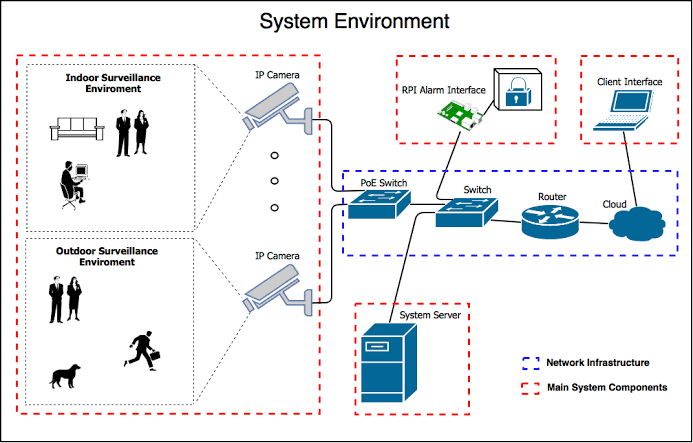 System Environment
Indoor Surveillance
Enviroment
IP Camera
RPI Alarm Interface
Client Interface
PoE Switch
Switch
Router
Cloud
Outdoor Surveillance
Enviroment
IP Camera
System Server
Network Infrastructure
Main System Components